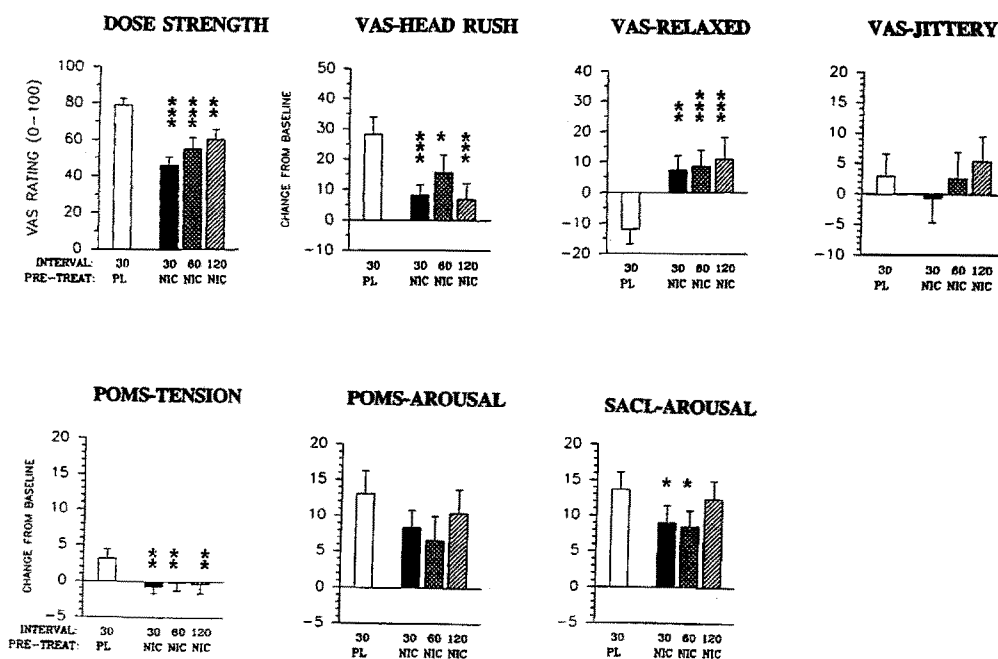 DOSE STRENGTH
VAS-HEAD RUSH
VAS-RELAXED
VAS-JITTERY
VAS RATING (0-100)
100
80
60
40
20
0
INTERVAL: 30 30 60 120
PRE-TREAT: PL NIC NIC NIC
*** *** **
CHANGE FROM BASELINE
50
40
30
20
10
0
-10
30 30 60 120
PL NIC NIC NIC
*** * ***
40
30
20
10
0
-10
-20
30 30 60 120
PL NIC NIC NIC
** *** ***
20
15
10
5
0
-5
-10
30 30 60 120
PL NIC NIC NIC
POMS-TENSION
POMS-AROUSAL
SACL-AROUSAL
CHANGE FROM BASELINE
20
15
10
5
0
-5
** ** **
INTERVAL: 30 30 60 120
PRE-TREAT: PL NIC NIC NIC
20
15
10
5
0
-5
30 30 60 120
PL NIC NIC NIC
20
15
10
5
0
-5
* *
30 30 60 120
PL NIC NIC NIC